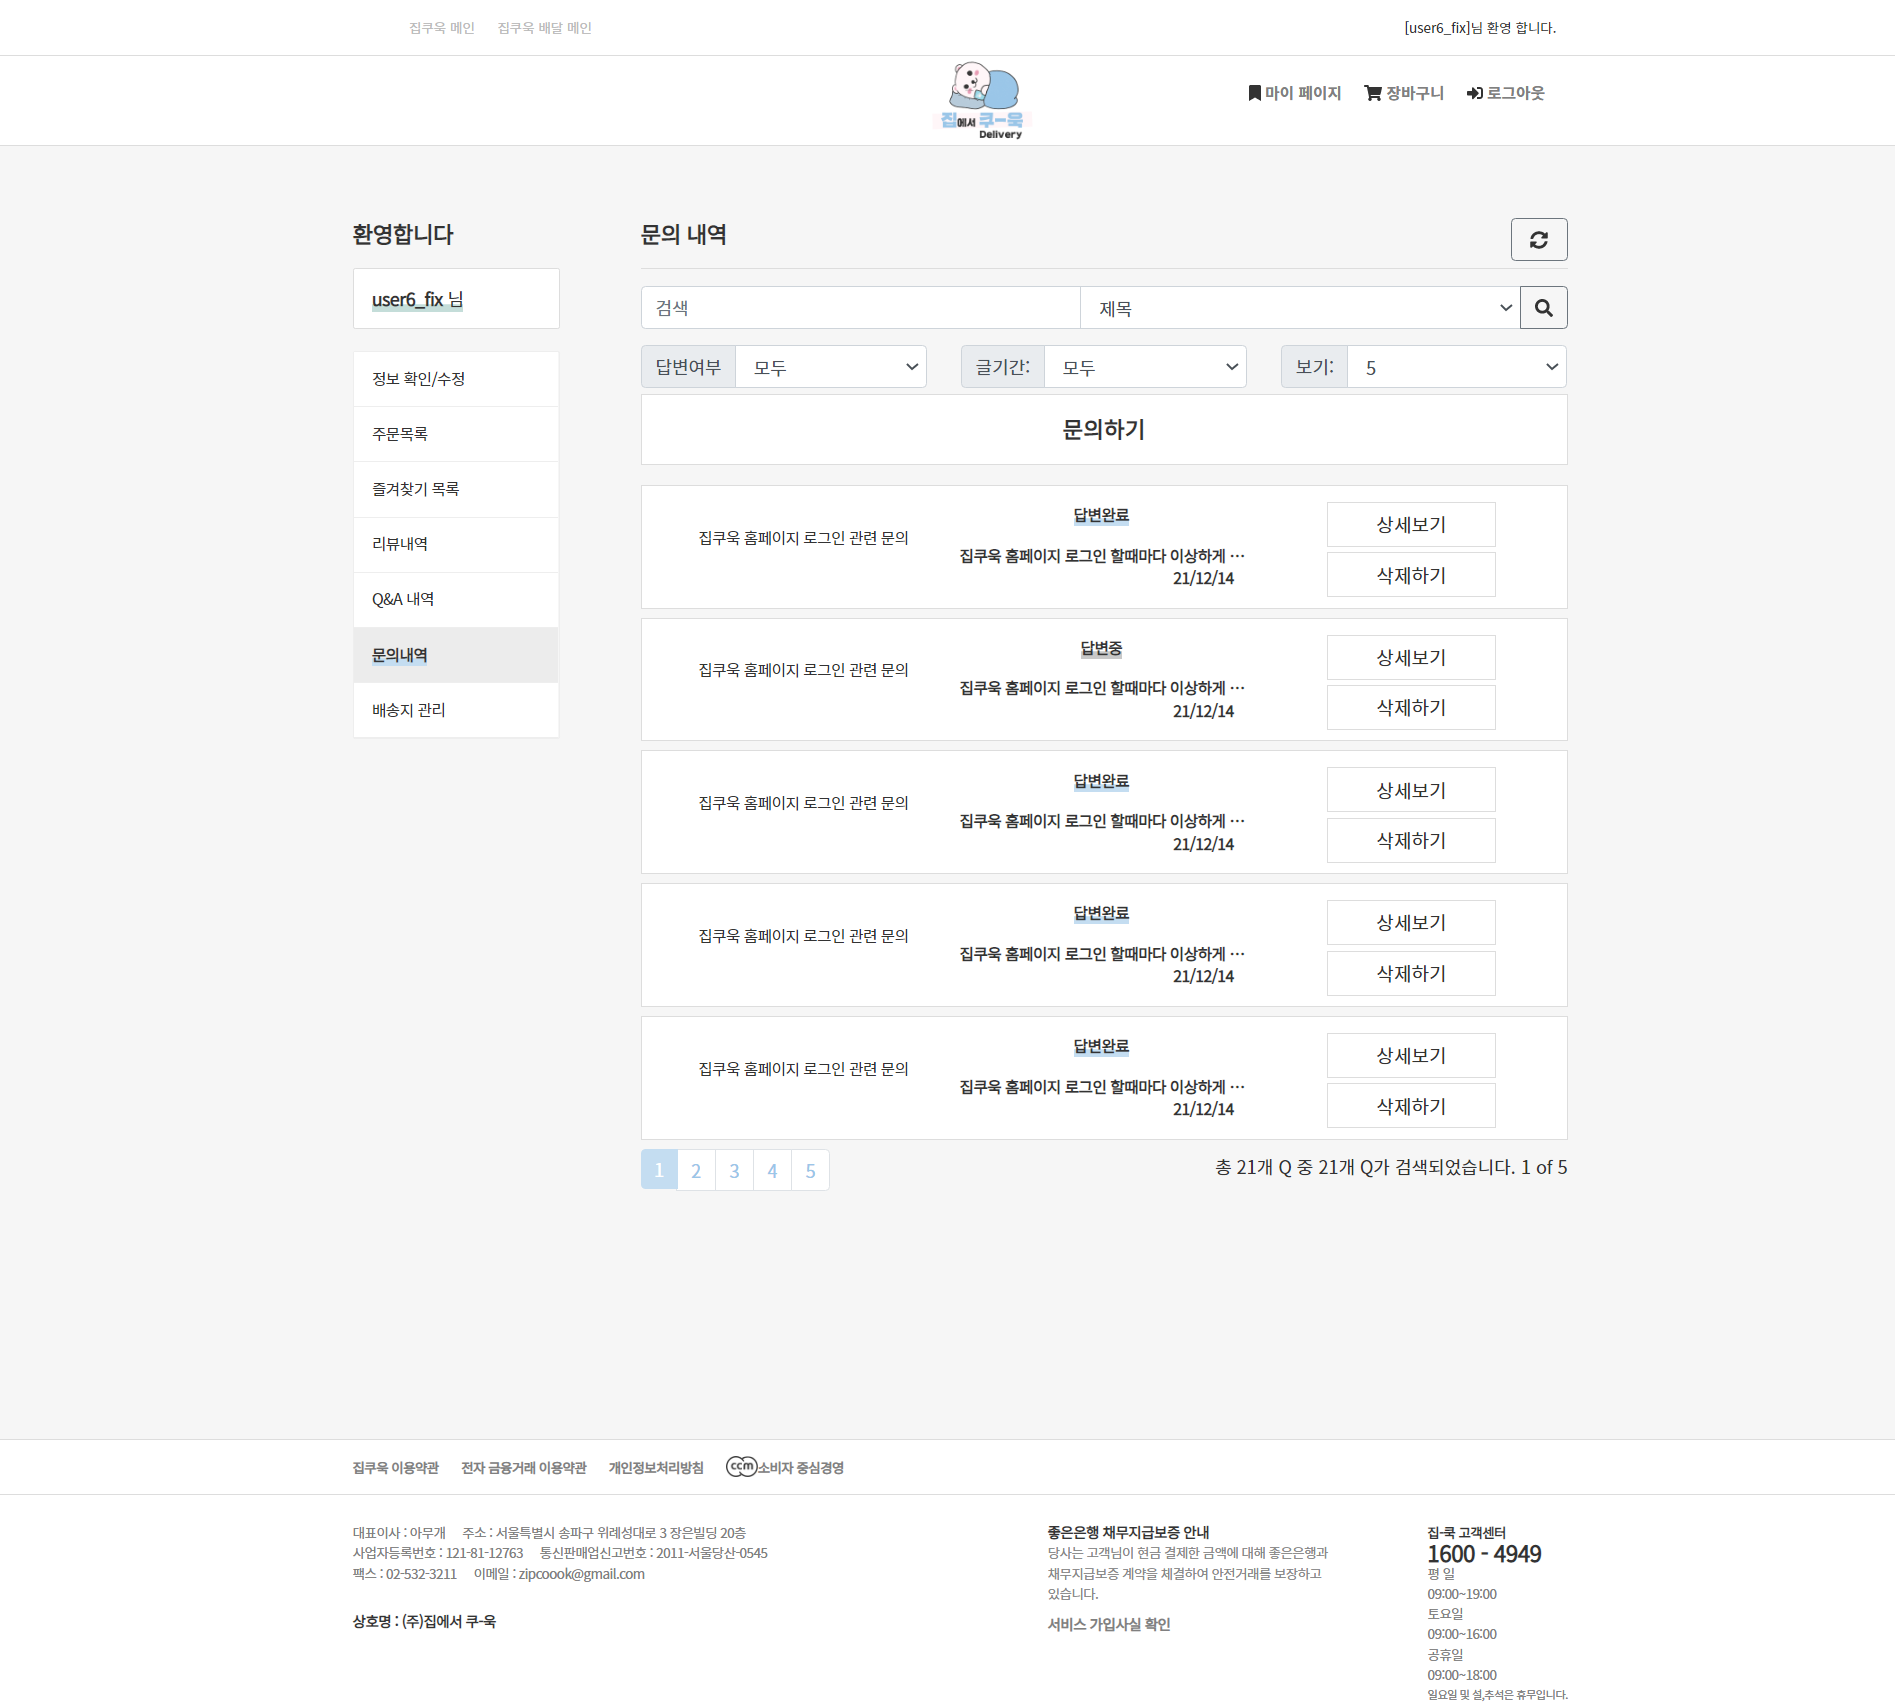 집쿠욱 메인 집쿠욱 배달 메인 [user6_fix]님 환영 합니다.
집에서 쿠-욱
Delivery
마이 페이지 장바구니 로그아웃
환영합니다
user6_fix 님
정보 확인/수정
주문목록
즐겨찾기 목록
리뷰내역
Q&A 내역
문의내역
배송지 관리
문의 내역
검색 제목
답변여부 모두 글기간: 모두 보기: 5
문의하기
집쿠욱 홈페이지 로그인 관련 문의
답변완료
집쿠욱 홈페이지 로그인 할때마다 이상하게 …
21/12/14
상세보기
삭제하기
집쿠욱 홈페이지 로그인 관련 문의
답변중
집쿠욱 홈페이지 로그인 할때마다 이상하게 …
21/12/14
상세보기
삭제하기
집쿠욱 홈페이지 로그인 관련 문의
답변완료
집쿠욱 홈페이지 로그인 할때마다 이상하게 …
21/12/14
상세보기
삭제하기
집쿠욱 홈페이지 로그인 관련 문의
답변완료
집쿠욱 홈페이지 로그인 할때마다 이상하게 …
21/12/14
상세보기
삭제하기
집쿠욱 홈페이지 로그인 관련 문의
답변완료
집쿠욱 홈페이지 로그인 할때마다 이상하게 …
21/12/14
상세보기
삭제하기
1 2 3 4 5
총 21개 Q 중 21개 Q가 검색되었습니다. 1 of 5
집쿠욱 이용약관 전자 금융거래 이용약관 개인정보처리방침 ccm 소비자 중심경영
대표이사 : 아무개 주소 : 서울특별시 송파구 위례성대로 3 장은빌딩 20층
사업자등록번호 : 121-81-12763 통신판매업신고번호 : 2011-서울당산-0545
팩스 : 02-532-3211 이메일 : zipcoook@gmail.com
상호명 : (주)집에서 쿠-욱
좋은은행 채무지급보증 안내
당사는 고객님이 현금 결제한 금액에 대해 좋은은행과
채무지급보증 계약을 체결하여 안전거래를 보장하고
있습니다.
서비스 가입사실 확인
집-쿡 고객센터
1600 - 4949
평 일
09:00~19:00
토요일
09:00~16:00
공휴일
09:00~18:00
일요일 및 설,추석은 휴무입니다.